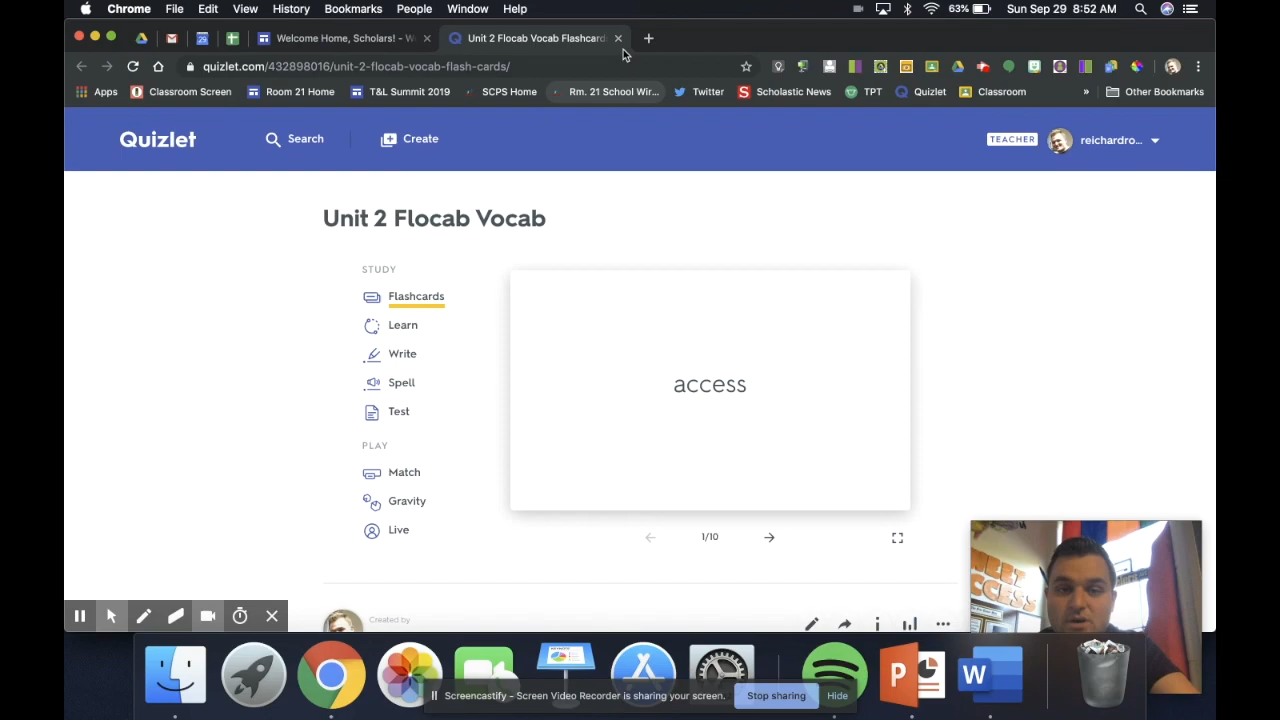 Chrome File Edit View History Bookmarks People Window Help 63% Sun Sep 29 8:52 AM
29 Welcome Home, Scholars! - W Unit 2 Flocab Vocab Flashcard
quizlet.com/432898016/unit-2-flocab-vocab-flash-cards/
Apps Classroom Screen Room 21 Home T&L Summit 2019 SCPS Home Rm. 21 School Wir... Twitter Scholastic News TPT Quizlet Classroom » Other Bookmarks
Quizlet Search Create TEACHER reichardro...
Unit 2 Flocab Vocab
STUDY
Flashcards
Learn
Write
Spell
Test
PLAY
Match
Gravity
Live
access
1/10
Created by
Screencastify - Screen Video Recorder is sharing your screen. Stop sharing Hide